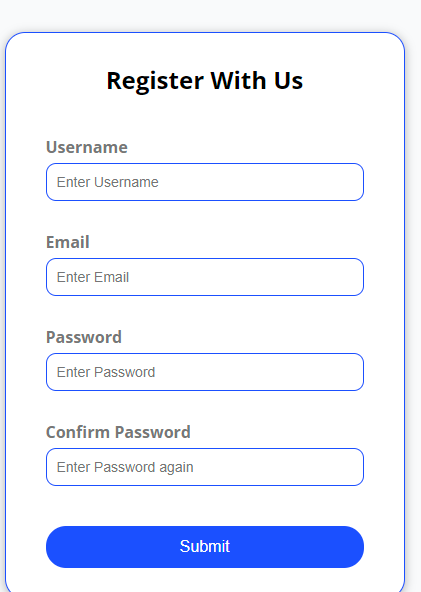 Register With Us
Username
Enter Username
Email
Enter Email
Password
Enter Password
Confirm Password
Enter Password again
Submit